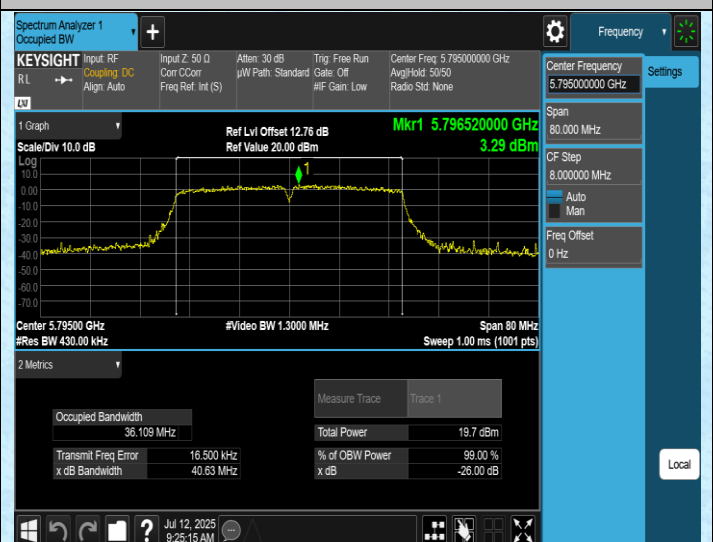 Spectrum Analyzer 1
Occupied BW
+
Frequency
KEYSIGHT
RL
LXI
Input: RF
Coupling: DC
Align: Auto
Input Z: 50 Ω
Corr CCorr
Freq Ref: Int (S)
Atten: 30 dB
µW Path: Standard
Trig: Free Run
Gate: Off
#IF Gain: Low
Center Freq: 5.795000000 GHz
Avg|Hold: 50/50
Radio Std: None
Center Frequency
5.795000000 GHz
Settings
Span
80.000 MHz
CF Step
8.000000 MHz
Auto
Man
Freq Offset
0 Hz
Local
1 Graph
Scale/Div 10.0 dB
Ref Lvl Offset 12.76 dB
Ref Value 20.00 dBm
Mkr1 5.796520000 GHz
3.29 dBm
Log
10.0
0.00
-10.0
-20.0
-30.0
-40.0
-50.0
-60.0
-70.0
1
Center 5.79500 GHz
#Res BW 430.00 kHz
#Video BW 1.3000 MHz
Span 80 MHz
Sweep 1.00 ms (1001 pts)
2 Metrics
Measure Trace Trace 1
Occupied Bandwidth
36.109 MHz
Total Power 19.7 dBm
Transmit Freq Error 16.500 kHz
% of OBW Power 99.00 %
x dB Bandwidth 40.63 MHz
x dB -26.00 dB
?
Jul 12, 2025
9:25:15 AM